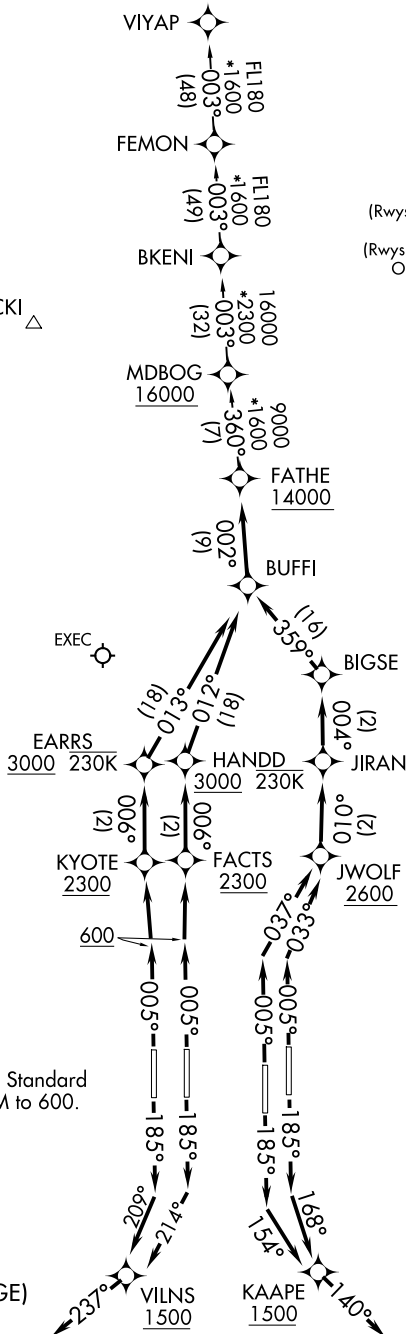 VIYAP
FL180
*1600
003°
(48)
FEMON
FL180
*1600
003°
(49)
(Rwys
BKENI
(Rwys
O
16000
*2300
003°
(32)
CKI
MDBOG
16000
9000
*1600
360°
(7)
FATHE
14000
002°
(9)
BUFFI
EXEC
(16)
359°
BIGSE
(18)
013°
012°
(18)
004°
(2)
EARRS
3000 230K
HANDD
3000 230K
JIRAN
006°
(2)
006°
(2)
010°
(2)
KYOTE
2300
FACTS
2300
JWOLF
2600
600
037°
033°
005°
005°
005°
005°
Standard
M to 600.
185°
185°
185°
185°
209°
214°
154°
168°
GE)
237°
VILNS
1500
KAAPE
1500
140°